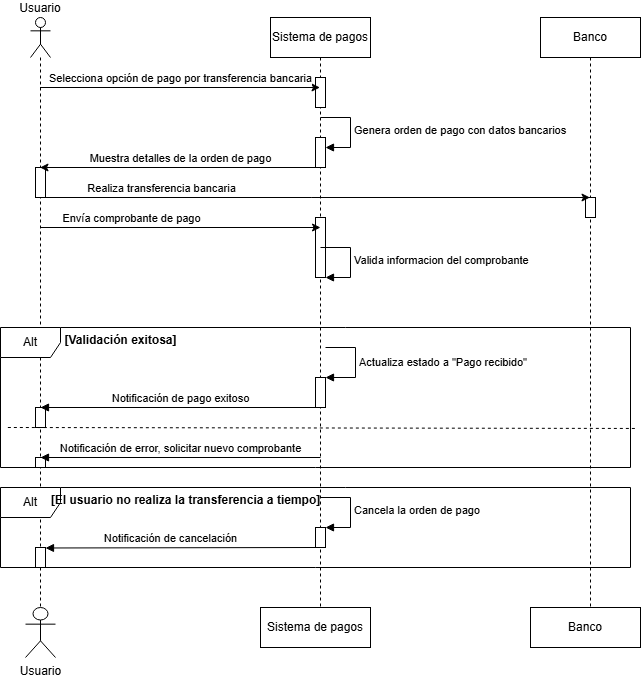 Usuario
Sistema de pagos
Banco
Selecciona opción de pago por transferencia bancaria
Genera orden de pago con datos bancarios
Muestra detalles de la orden de pago
Realiza transferencia bancaria
Envía comprobante de pago
Valida informacion del comprobante
Alt
[Validación exitosa]
Actualiza estado a "Pago recibido"
Notificación de pago exitoso
Notificación de error, solicitar nuevo comprobante
Alt
[El usuario no realiza la transferencia a tiempo]
Cancela la orden de pago
Notificación de cancelación
Sistema de pagos
Banco
Usuario